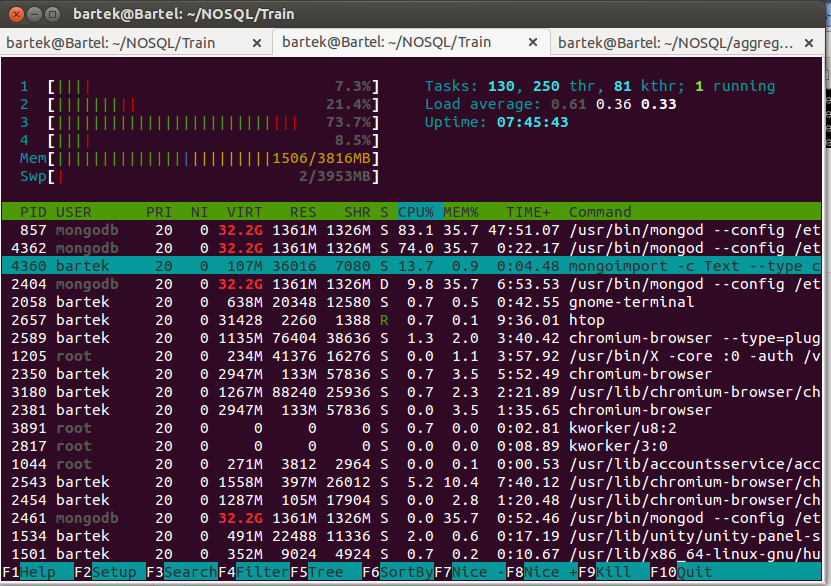 bartek@Bartel: ~/NOSQL/Train
bartek@Bartel: ~/NOSQL/Train × bartek@Bartel: ~/NOSQL/Train × bartek@Bartel: ~/NOSQL/aggreg... ×
1 [|||| 7.3%] Tasks: 130, 250 thr, 81 kthr; 1 running
2 [||||||||| 21.4%] Load average: 0.61 0.36 0.33
3 [||||||||||||||||||||||||||| 73.7%] Uptime: 07:45:43
4 [|||| 8.5%]
Mem[||||||||||||||||||||||||1506/3816MB]
Swp[| 2/3953MB]
PID USER PRI NI VIRT RES SHR S CPU% MEM% TIME+ Command
857 mongodb 20 0 32.2G 1361M 1326M S 83.1 35.7 47:51.07 /usr/bin/mongod --config /et
4362 mongodb 20 0 32.2G 1361M 1326M S 74.0 35.7 0:22.17 /usr/bin/mongod --config /et
4360 bartek 20 0 107M 36016 7080 S 13.7 0.9 0:04.48 mongoimport -c Text --type c
2404 mongodb 20 0 32.2G 1361M 1326M D 9.8 35.7 6:53.53 /usr/bin/mongod --config /et
2058 bartek 20 0 638M 20348 12580 S 0.7 0.5 0:42.55 gnome-terminal
2657 bartek 20 0 31428 2260 1388 R 0.7 0.1 9:36.01 htop
2589 bartek 20 0 1135M 76404 38636 S 1.3 2.0 3:40.42 chromium-browser --type=plug
1205 root 20 0 234M 41376 16276 S 0.0 1.1 3:57.92 /usr/bin/X -core :0 -auth /v
2350 bartek 20 0 2947M 133M 57836 S 0.7 3.5 5:52.49 chromium-browser
3180 bartek 20 0 1267M 88240 25936 S 0.7 2.3 2:21.89 /usr/lib/chromium-browser/ch
2381 bartek 20 0 2947M 133M 57836 S 0.0 3.5 1:35.65 chromium-browser
3891 root 20 0 0 0 0 S 0.7 0.0 0:02.81 kworker/u8:2
2817 root 20 0 0 0 0 S 0.0 0.0 0:08.89 kworker/3:0
1044 root 20 0 271M 3812 2964 S 0.0 0.1 0:00.53 /usr/lib/accountsservice/acc
2543 bartek 20 0 1558M 397M 26012 S 5.2 10.4 7:40.12 /usr/lib/chromium-browser/ch
2454 bartek 20 0 1287M 105M 17904 S 0.0 2.8 1:20.48 /usr/lib/chromium-browser/ch
2461 mongodb 20 0 32.2G 1361M 1326M S 0.0 35.7 0:52.46 /usr/bin/mongod --config /et
1534 bartek 20 0 491M 22488 11336 S 2.0 0.6 0:17.19 /usr/lib/unity/unity-panel-s
1501 bartek 20 0 352M 9024 4924 S 0.7 0.2 0:10.67 /usr/lib/x86_64-linux-gnu/hu
F1Help F2Setup F3SearchF4FilterF5Tree F6SortByF7Nice -F8Nice +F9Kill F10Quit